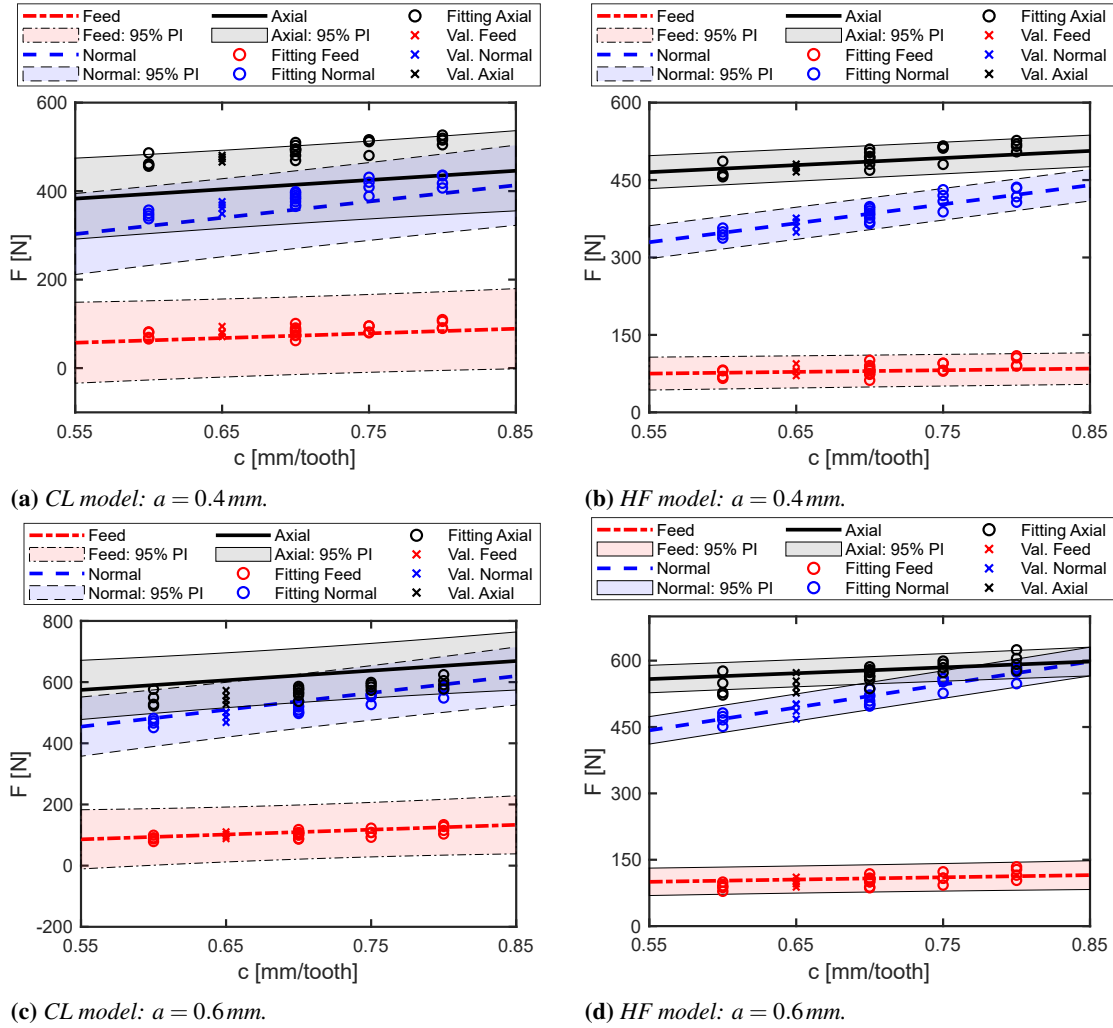 Feed
Axial
Fitting Axial
Feed: 95% PI
Axial: 95% PI
Val. Feed
Normal
Fitting Feed
Val. Normal
Normal: 95% PI
Fitting Normal
Val. Axial
600
400
200
0
F [N]
0.55
0.65
0.75
0.85
c [mm/tooth]
(a) CL model: a = 0.4mm.
Feed
Axial
Fitting Axial
Feed: 95% PI
Axial: 95% PI
Val. Feed
Normal
Fitting Feed
Val. Normal
Normal: 95% PI
Fitting Normal
Val. Axial
600
450
300
150
0
F [N]
0.55
0.65
0.75
0.85
c [mm/tooth]
(b) HF model: a = 0.4mm.
Feed
Axial
Fitting Axial
Feed: 95% PI
Axial: 95% PI
Val. Feed
Normal
Fitting Feed
Val. Normal
Normal: 95% PI
Fitting Normal
Val. Axial
800
600
400
200
0
-200
F [N]
0.55
0.65
0.75
0.85
c [mm/tooth]
(c) CL model: a = 0.6mm.
Feed
Axial
Fitting Axial
Feed: 95% PI
Axial: 95% PI
Val. Feed
Normal
Fitting Feed
Val. Normal
Normal: 95% PI
Fitting Normal
Val. Axial
600
450
300
150
0
F [N]
0.55
0.65
0.75
0.85
c [mm/tooth]
(d) HF model: a = 0.6mm.